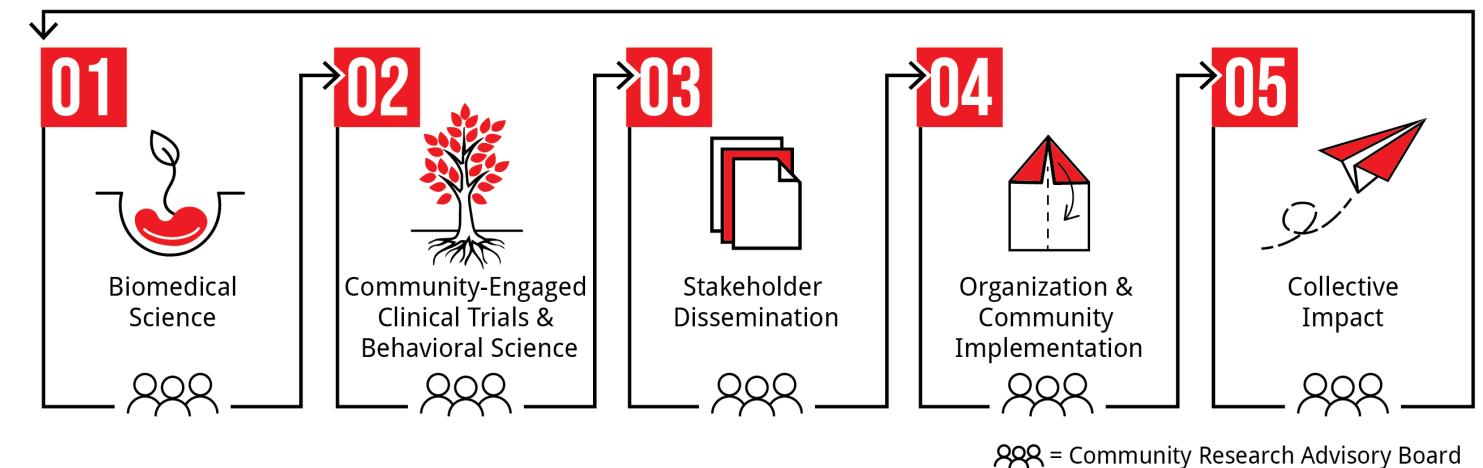 01
Biomedical
Science
02
Community-Engaged
Clinical Trials &
Behavioral Science
03
Stakeholder
Dissemination
04
Organization &
Community
Implementation
05
Collective
Impact
= Community Research Advisory Board